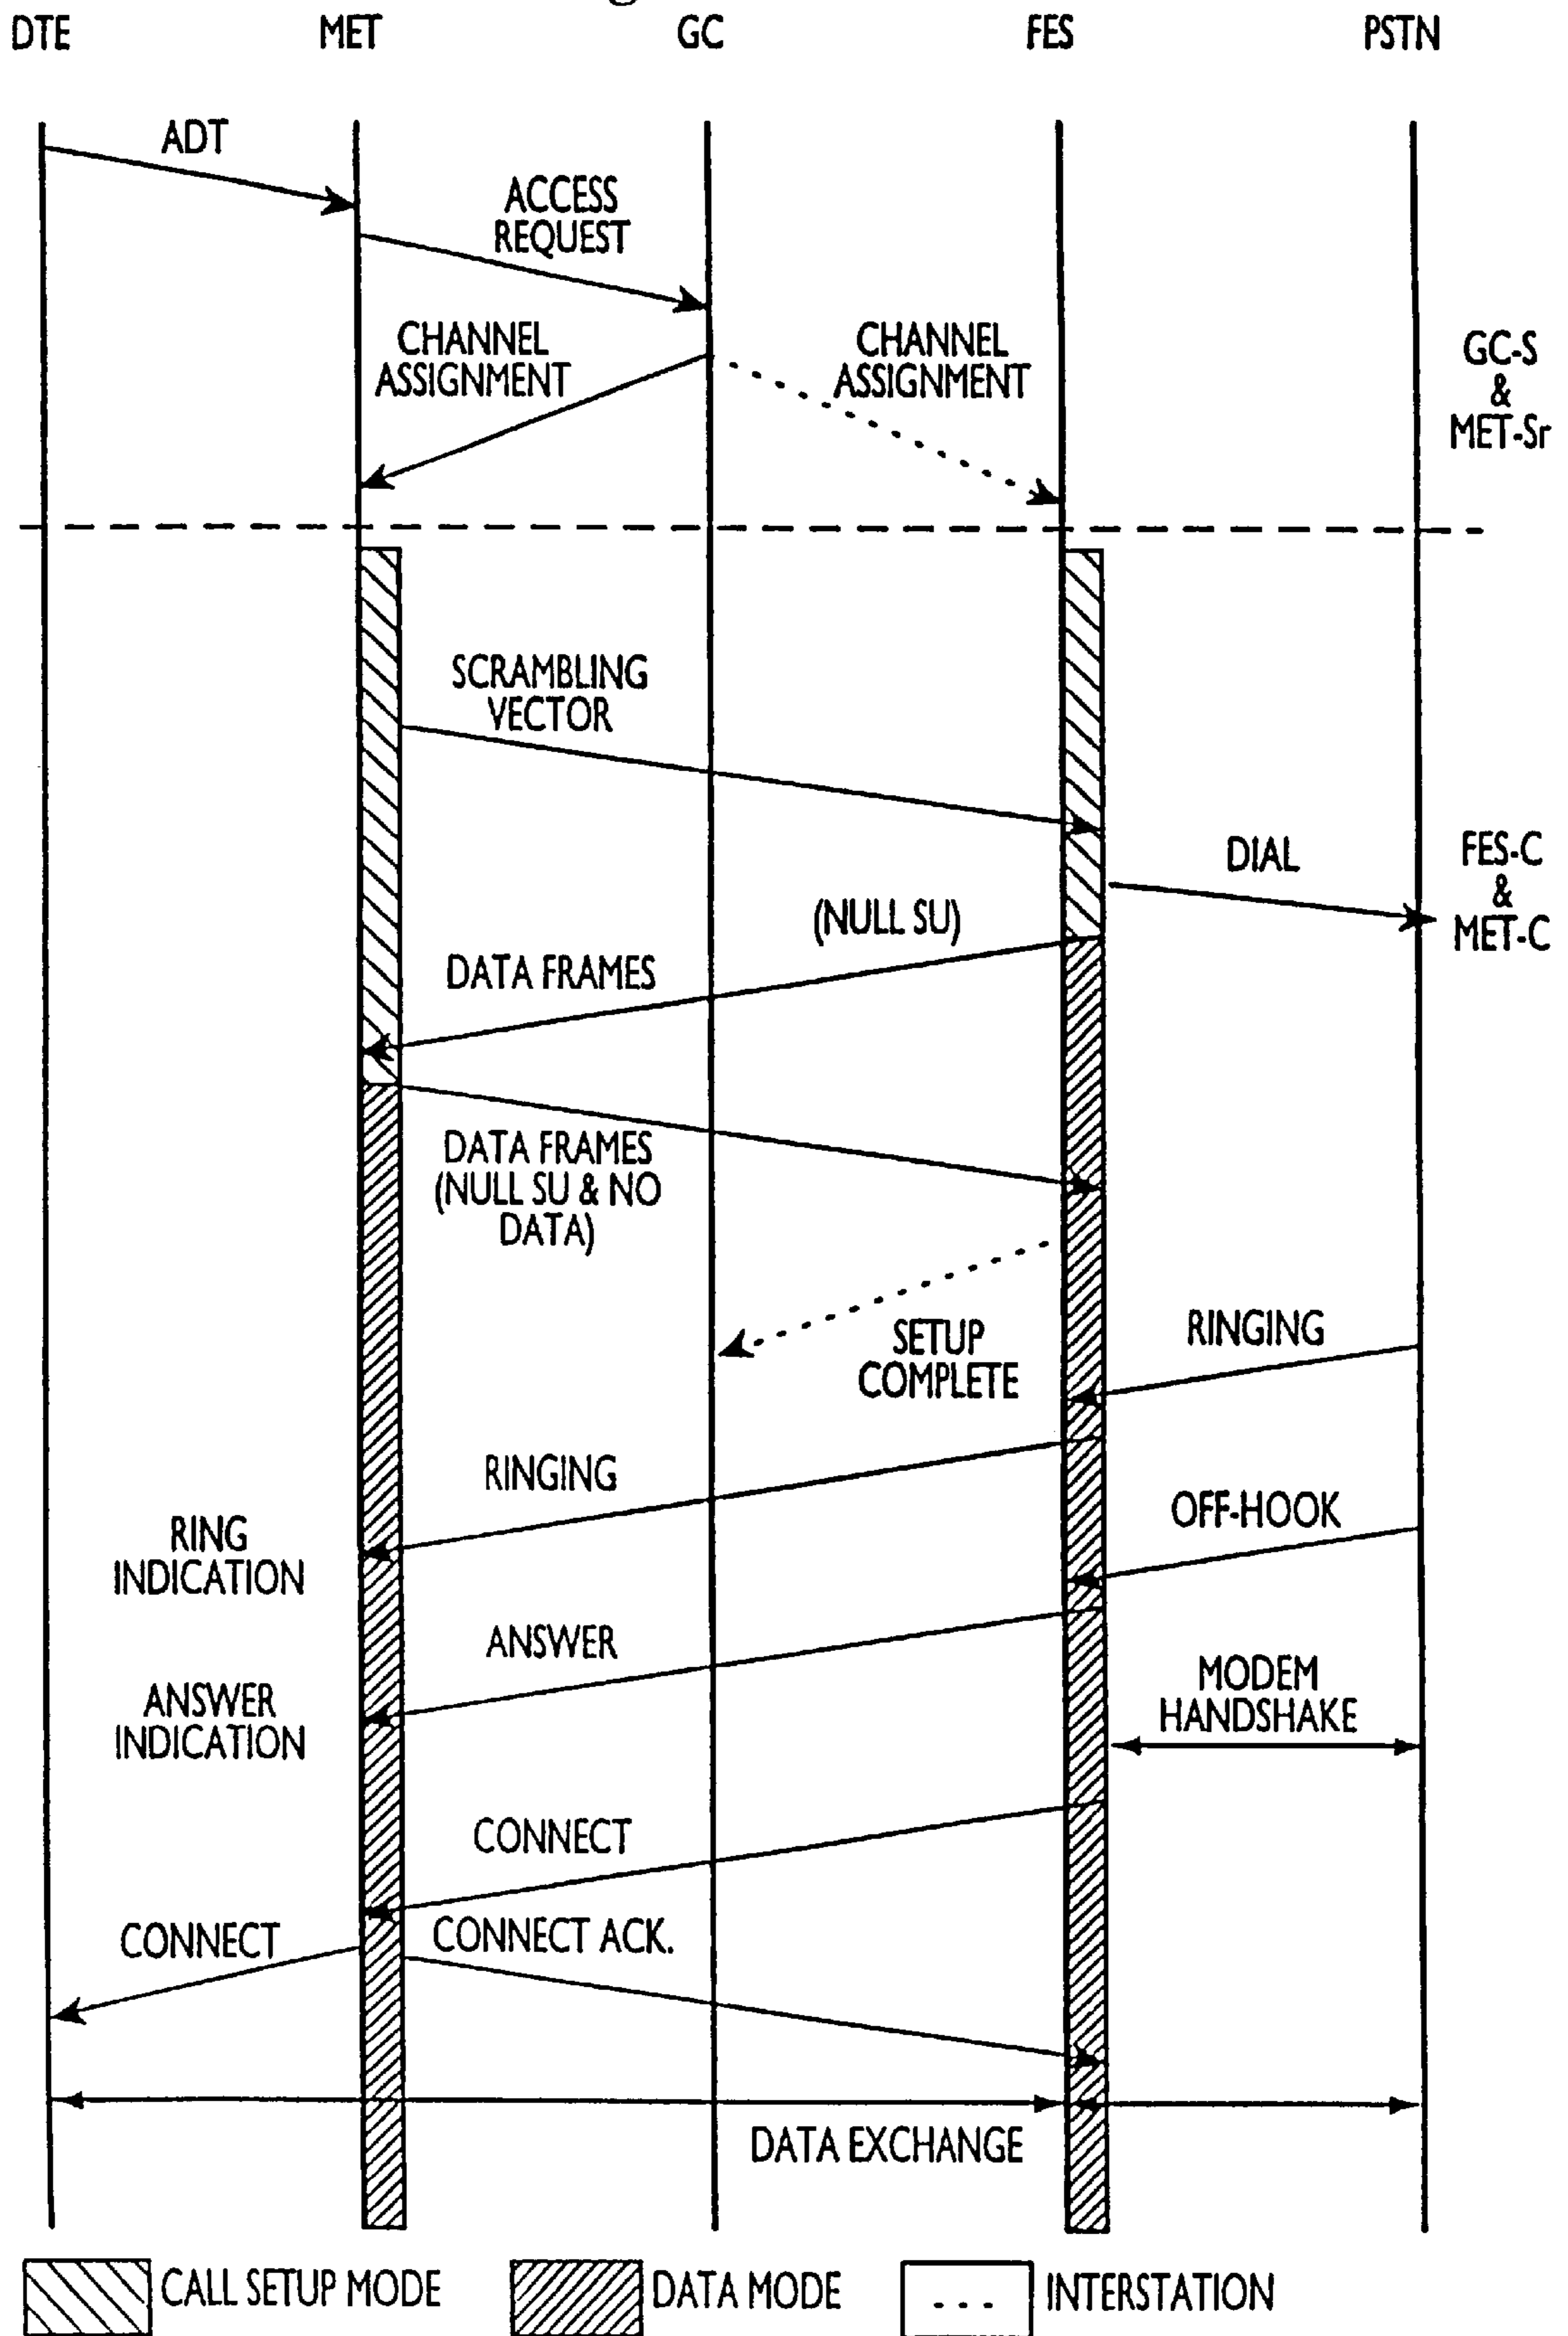 DTE MET GC FES PSTN
ADT
ACCESS
REQUEST
CHANNEL
ASSIGNMENT
CHANNEL
ASSIGNMENT
GC-S
&
MET-Sr
SCRAMBLING
VECTOR
DIAL
FES-C
&
MET-C
(NULL SU)
DATA FRAMES
DATA FRAMES
(NULL SU & NO
DATA)
SETUP
COMPLETE
RINGING
RINGING
RING
INDICATION
OFF-HOOK
ANSWER
ANSWER
INDICATION
MODEM
HANDSHAKE
CONNECT
CONNECT
CONNECT ACK.
DATA EXCHANGE
CALL SETUP MODE DATA MODE INTERSTATION